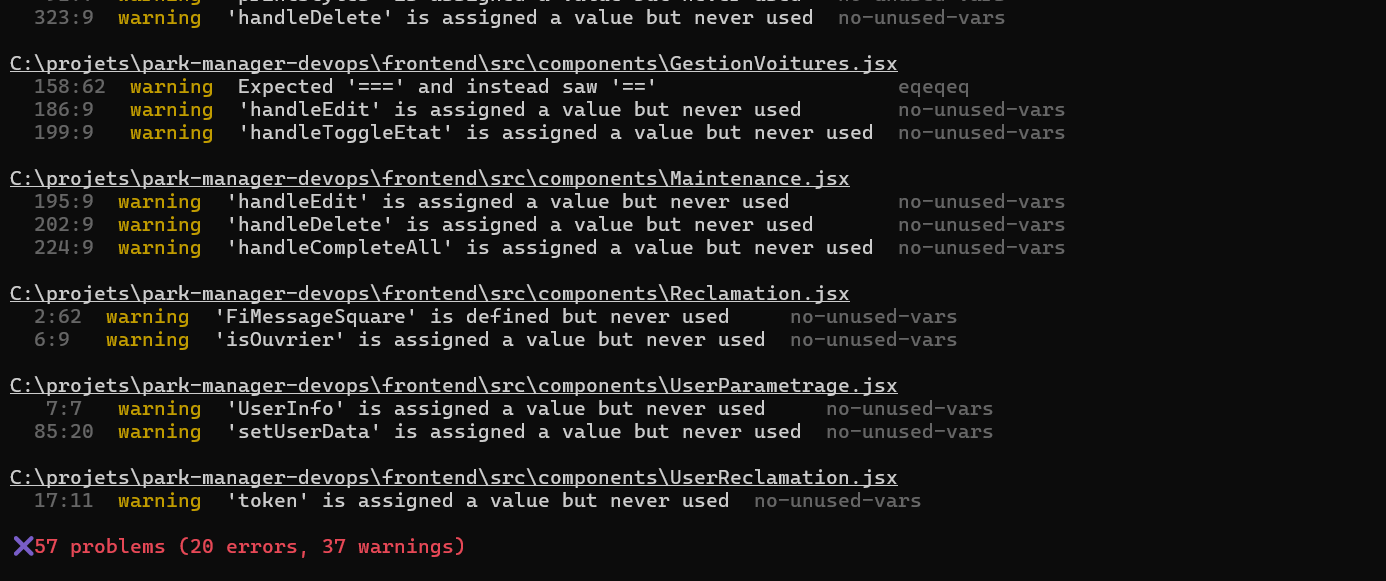 323:9  warning  'handleDelete' is assigned a value but never used  no-unused-vars
C:\projets\park-manager-devops\frontend\src\components\GestionVoitures.jsx
158:62  warning  Expected '===' and instead saw '=='  eqeqeq
186:9  warning  'handleEdit' is assigned a value but never used  no-unused-vars
199:9  warning  'handleToggleEtat' is assigned a value but never used  no-unused-vars
C:\projets\park-manager-devops\frontend\src\components\Maintenance.jsx
195:9  warning  'handleEdit' is assigned a value but never used  no-unused-vars
202:9  warning  'handleDelete' is assigned a value but never used  no-unused-vars
224:9  warning  'handleCompleteAll' is assigned a value but never used  no-unused-vars
C:\projets\park-manager-devops\frontend\src\components\Reclamation.jsx
2:62  warning  'FiMessageSquare' is defined but never used  no-unused-vars
6:9  warning  'isOuvrier' is assigned a value but never used  no-unused-vars
C:\projets\park-manager-devops\frontend\src\components\UserParametrage.jsx
7:7  warning  'UserInfo' is assigned a value but never used  no-unused-vars
85:20  warning  'setUserData' is assigned a value but never used  no-unused-vars
C:\projets\park-manager-devops\frontend\src\components\UserReclamation.jsx
17:11  warning  'token' is assigned a value but never used  no-unused-vars
57 problems (20 errors, 37 warnings)